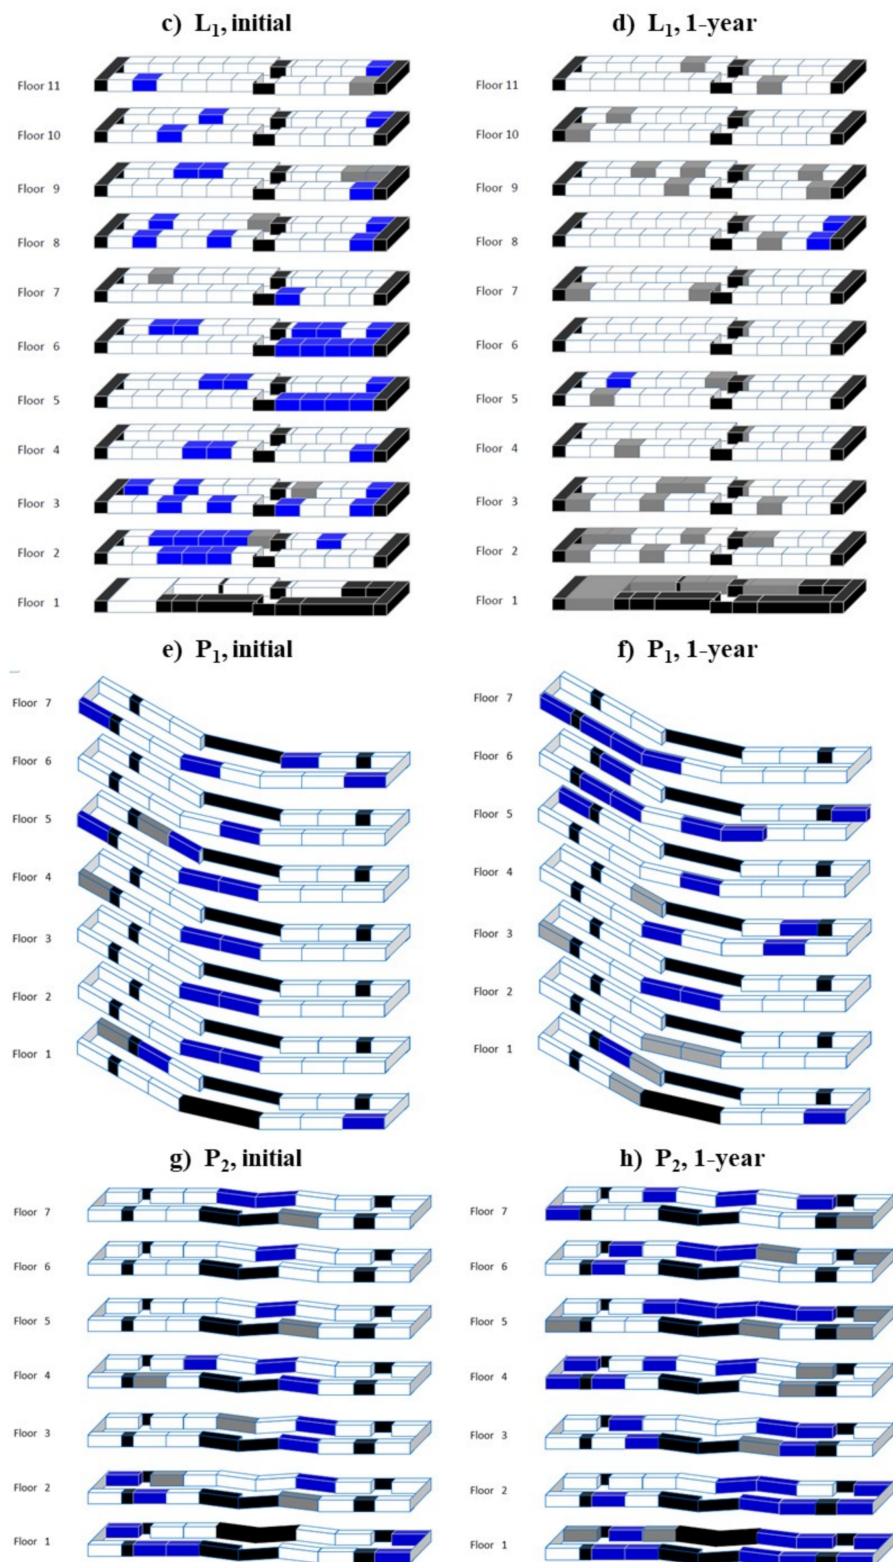 c) L₁, initial
d) L₁, 1-year
Floor 11
Floor 10
Floor 9
Floor 8
Floor 7
Floor 6
Floor 5
Floor 4
Floor 3
Floor 2
Floor 1
Floor 11
Floor 10
Floor 9
Floor 8
Floor 7
Floor 6
Floor 5
Floor 4
Floor 3
Floor 2
Floor 1
e) P₁, initial
f) P₁, 1-year
Floor 7
Floor 6
Floor 5
Floor 4
Floor 3
Floor 2
Floor 1
Floor 7
Floor 6
Floor 5
Floor 4
Floor 3
Floor 2
Floor 1
g) P₂, initial
h) P₂, 1-year
Floor 7
Floor 6
Floor 5
Floor 4
Floor 3
Floor 2
Floor 1
Floor 7
Floor 6
Floor 5
Floor 4
Floor 3
Floor 2
Floor 1